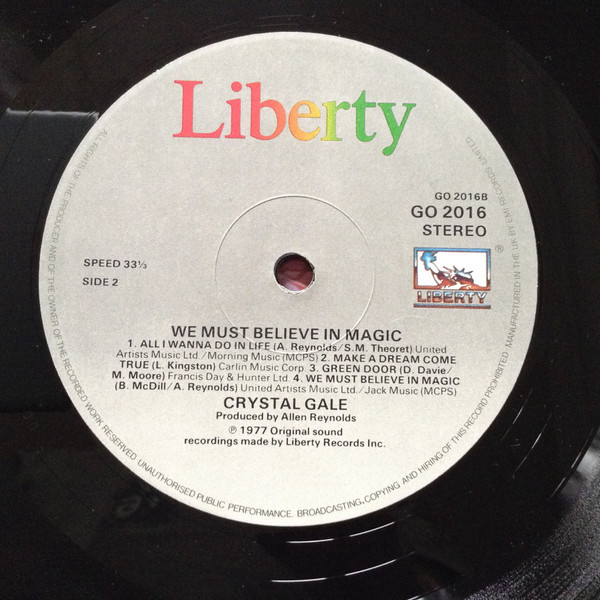 Liberty
GO 2016B
GO 2016
STEREO
SPEED 33⅓
SIDE 2
®
LIBERTY
WE MUST BELIEVE IN MAGIC
1. ALL I WANNA DO IN LIFE (A. Reynolds/S.M. Theoret) United
Artists Music Ltd./Morning Music (MCPS) 2. MAKE A DREAM COME
TRUE (L. Kingston) Carlin Music Corp. 3. GREEN DOOR (D. Davie/
M. Moore) Francis Day & Hunter Ltd. 4. WE MUST BELIEVE IN MAGIC
(B. McDill/A. Reynolds) United Artists Music Ltd./Jack Music (MCPS)
CRYSTAL GALE
Produced by Allen Reynolds
℗ 1977 Original sound
recordings made by Liberty Records Inc.
ALL RIGHTS OF THE PRODUCER AND OF THE OWNER OF THE RECORDED WORK RESERVED. UNAUTHORISED PUBLIC PERFORMANCE, BROADCASTING, COPYING AND HIRING OF THIS RECORD PROHIBITED. MANUFACTURED IN THE UK BY EMI RECORDS LIMITED